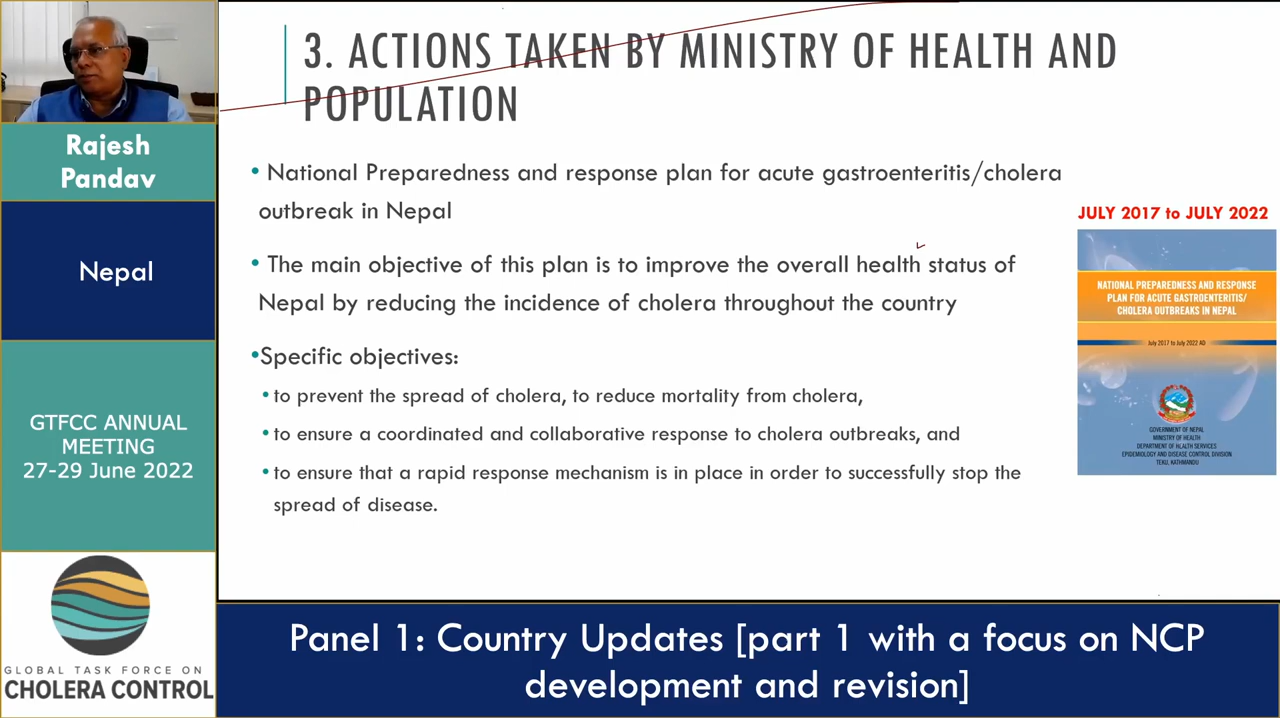 3. ACTIONS TAKEN BY MINISTRY OF HEALTH AND
POPULATION
Rajesh
Pandav
Nepal
GTFCC ANNUAL
MEETING
27-29 June 2022
GLOBAL TASK FORCE ON
CHOLERA CONTROL
• National Preparedness and response plan for acute gastroenteritis/cholera
outbreak in Nepal
• The main objective of this plan is to improve the overall health status of
Nepal by reducing the incidence of cholera throughout the country
•Specific objectives:
• to prevent the spread of cholera, to reduce mortality from cholera,
• to ensure a coordinated and collaborative response to cholera outbreaks, and
• to ensure that a rapid response mechanism is in place in order to successfully stop the
spread of disease.
JULY 2017 to JULY 2022
NATIONAL PREPAREDNESS AND RESPONSE
PLAN FOR ACUTE GASTROENTERITIS/
CHOLERA OUTBREAKS IN NEPAL
July 2017 to July 2022 AD
GOVERNMENT OF NEPAL
MINISTRY OF HEALTH
DEPARTMENT OF HEALTH SERVICES
EPIDEMIOLOGY AND DISEASE CONTROL DIVISION
TEKU, KATHMANDU
Panel 1: Country Updates [part 1 with a focus on NCP
development and revision]